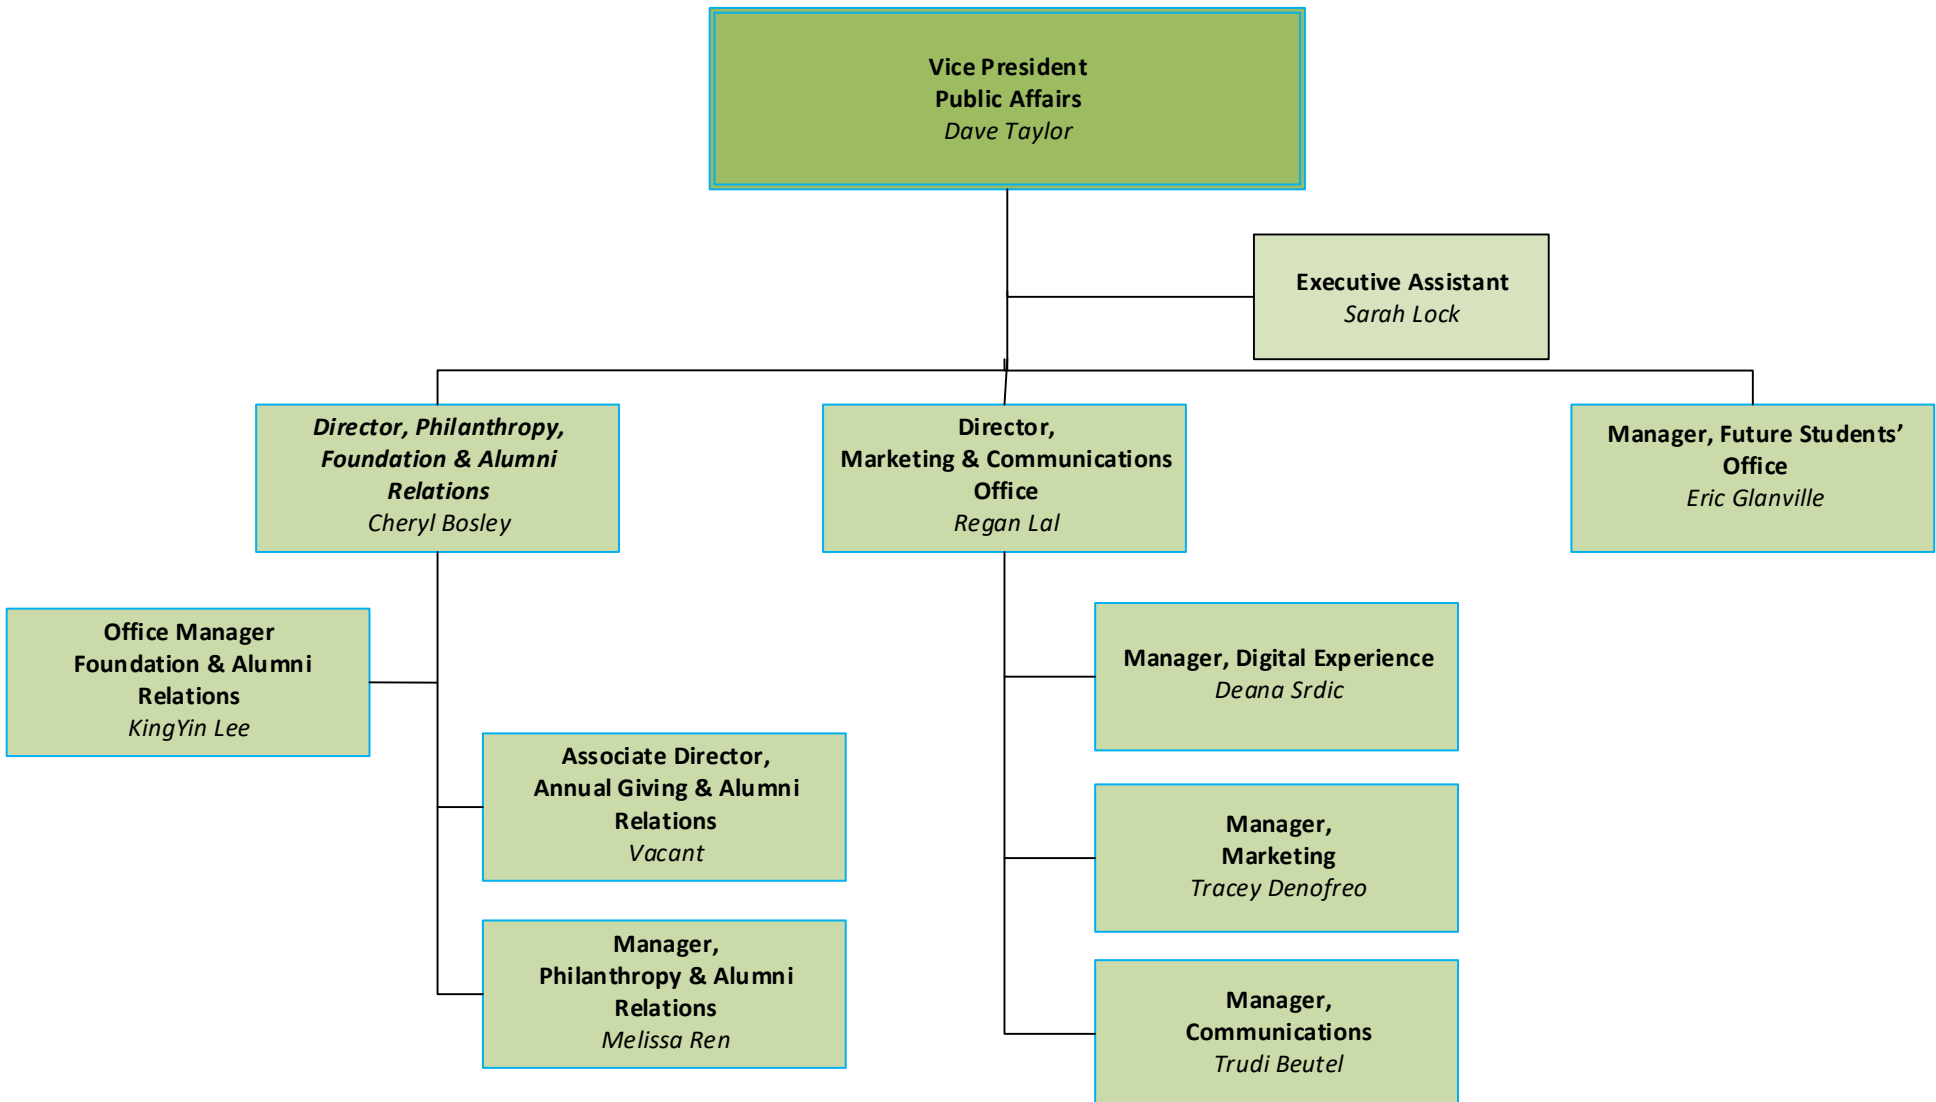 Vice President
Public Affairs
Dave Taylor
Executive Assistant
Sarah Lock
Director, Philanthropy,
Foundation & Alumni
Relations
Cheryl Bosley
Director,
Marketing & Communications
Office
Regan Lal
Manager, Future Students’
Office
Eric Glanville
Office Manager
Foundation & Alumni
Relations
KingYin Lee
Associate Director,
Annual Giving & Alumni
Relations
Vacant
Manager,
Philanthropy & Alumni
Relations
Melissa Ren
Manager, Digital Experience
Deana Srdic
Manager,
Marketing
Tracey Denofreo
Manager,
Communications
Trudi Beutel